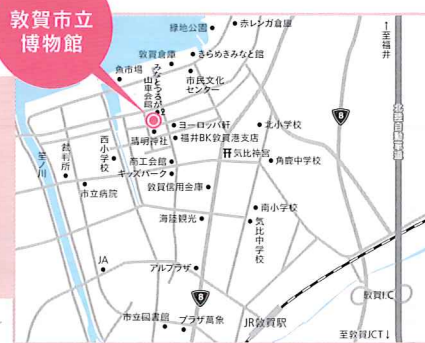 敦賀市立
博物館
緑地公園
赤レンガ倉庫
↑至福井
敦賀倉庫
きらめきみなと館
魚市場
みなとつるが
山車会館
市民文化
センター
8
北陸自動車道
ヨーロッパ軒
北小学校
福井BK敦賀港支店
晴明神社
西小学校
裁判所
笙ノ川
商工会館
気比神宮
キッズパーク
角鹿中学校
市立病院
敦賀信用金庫
南小学校
海陸観光
気比中学校
JA
アルプラザ
8
敦賀I.C
市立図書館
プラザ萬象
JR敦賀駅
至敦賀JCT↓